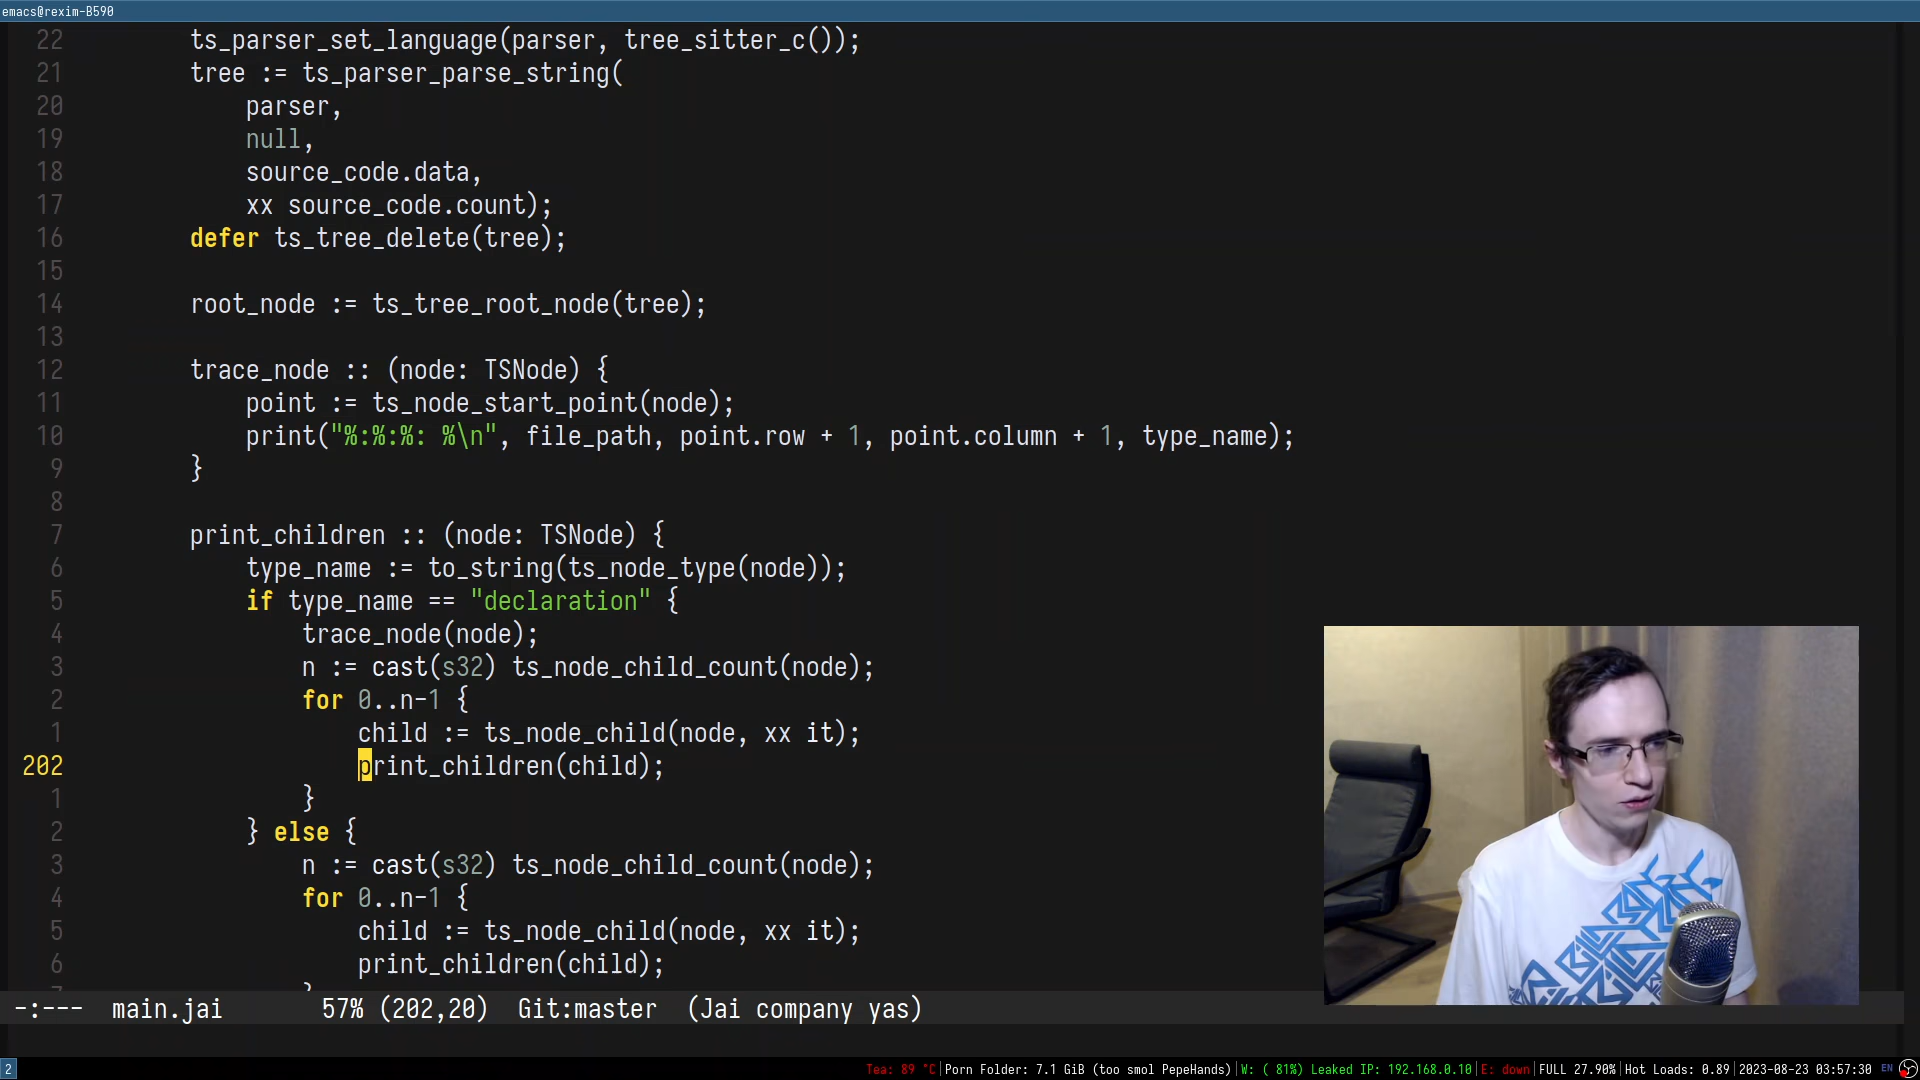 emacs@rexim-B590
22 ts_parser_set_language(parser, tree_sitter_c());
21 tree := ts_parser_parse_string(
20 parser,
19 null,
18 source_code.data,
17 xx source_code.count);
16 defer ts_tree_delete(tree);
15
14 root_node := ts_tree_root_node(tree);
13
12 trace_node :: (node: TSNode) {
11 point := ts_node_start_point(node);
10 print("%:%:%: %\n", file_path, point.row + 1, point.column + 1, type_name);
9 }
8
7 print_children :: (node: TSNode) {
6 type_name := to_string(ts_node_type(node));
5 if type_name == "declaration" {
4 trace_node(node);
3 n := cast(s32) ts_node_child_count(node);
2 for 0..n-1 {
1 child := ts_node_child(node, xx it);
202 print_children(child);
1 }
2 } else {
3 n := cast(s32) ts_node_child_count(node);
4 for 0..n-1 {
5 child := ts_node_child(node, xx it);
6 print_children(child);
-:--- main.jai 57% (202,20) Git:master (Jai company yas)
2 Tea: 89 °C|Porn Folder: 7.1 GiB (too smol PepeHands)|W: ( 81%) Leaked IP: 192.168.0.10|E: down|FULL 27.90%|Hot Loads: 0.89|2023-08-23 03:57:30 EN